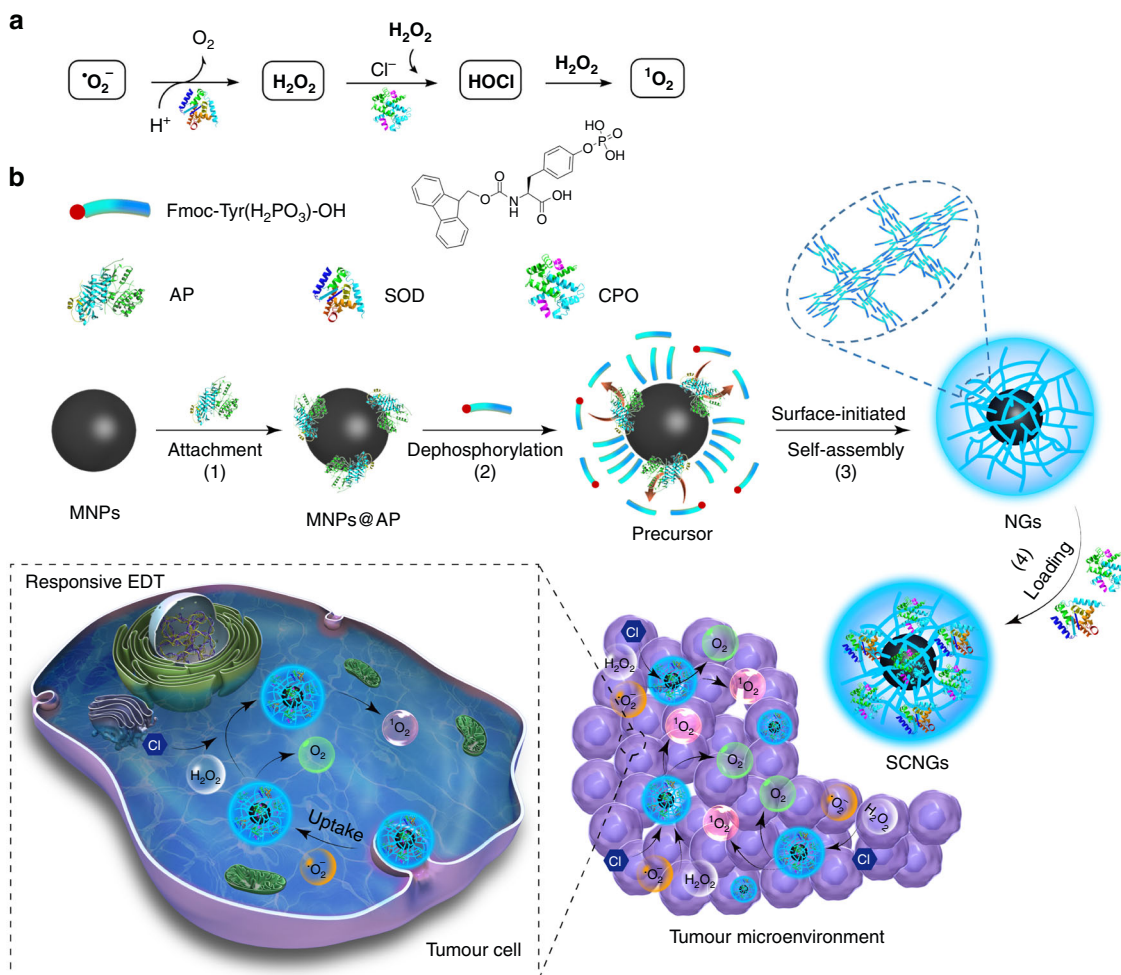 a
O₂
H₂O₂
•O₂⁻
H⁺
H₂O₂
Cl⁻
HOCl
H₂O₂
¹O₂
b
Fmoc-Tyr(H₂PO₃)-OH
O
O
N
H
O
OH
HO
O
P
O
OH
AP
SOD
CPO
MNPs
Attachment
(1)
MNPs@AP
Dephosphorylation
(2)
Precursor
Surface-initiated
Self-assembly
(3)
NGs
(4)
Loading
SCNGs
Responsive EDT
Cl
H₂O₂
¹O₂
O₂
Uptake
•O₂⁻
Tumour cell
Cl
H₂O₂
•O₂⁻
O₂
¹O₂
¹O₂
O₂
O₂
•O₂⁻
H₂O₂
¹O₂
Cl
•O₂⁻
H₂O₂
Cl
Tumour microenvironment